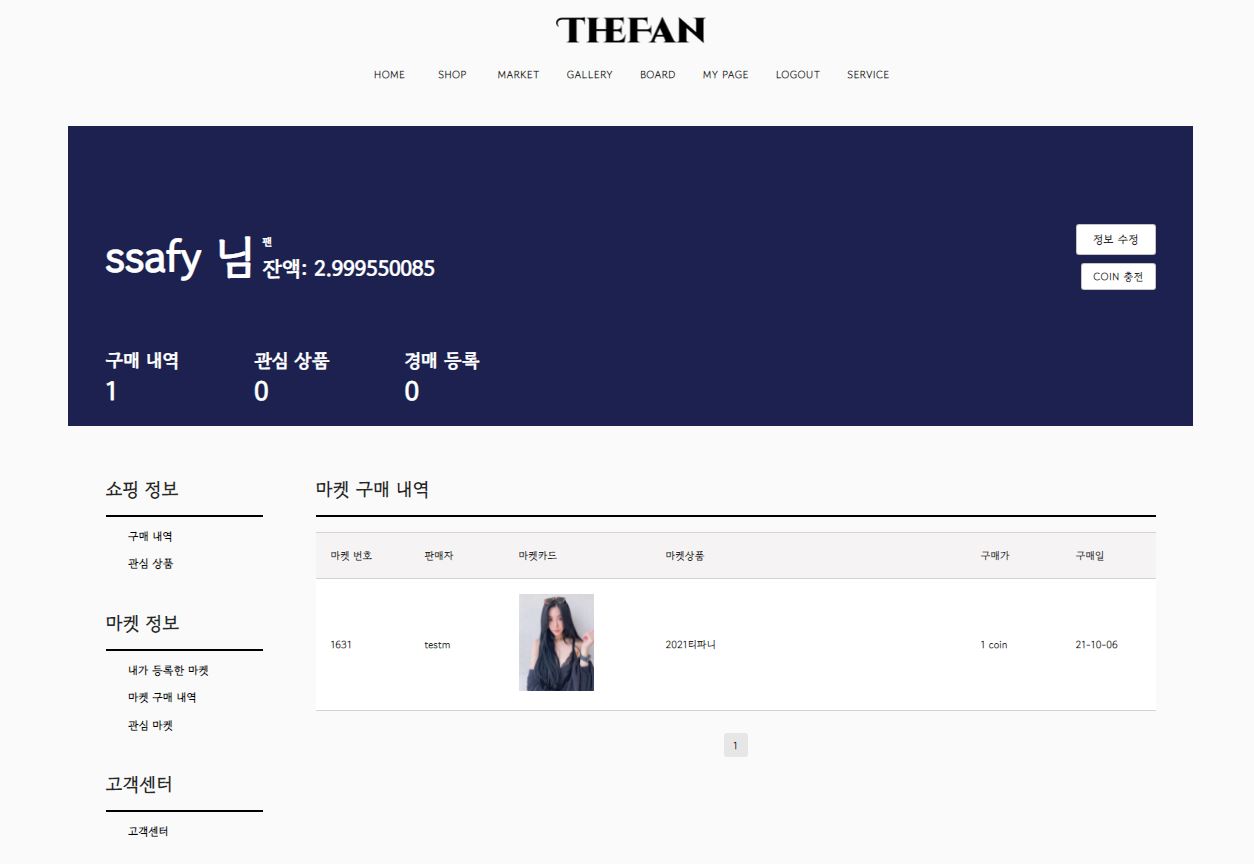 THEFAN
HOME SHOP MARKET GALLERY BOARD MY PAGE LOGOUT SERVICE
ssafy 님
팬
잔액: 2.999550085
정보 수정
COIN 충전
구매 내역 관심 상품 경매 등록
1 0 0
쇼핑 정보
구매 내역
관심 상품
마켓 정보
내가 등록한 마켓
마켓 구매 내역
관심 마켓
고객센터
고객센터
마켓 구매 내역
마켓 번호 판매자 마켓카드 마켓상품 구매가 구매일
1631 testm 2021티파니 1 coin 21-10-06
1